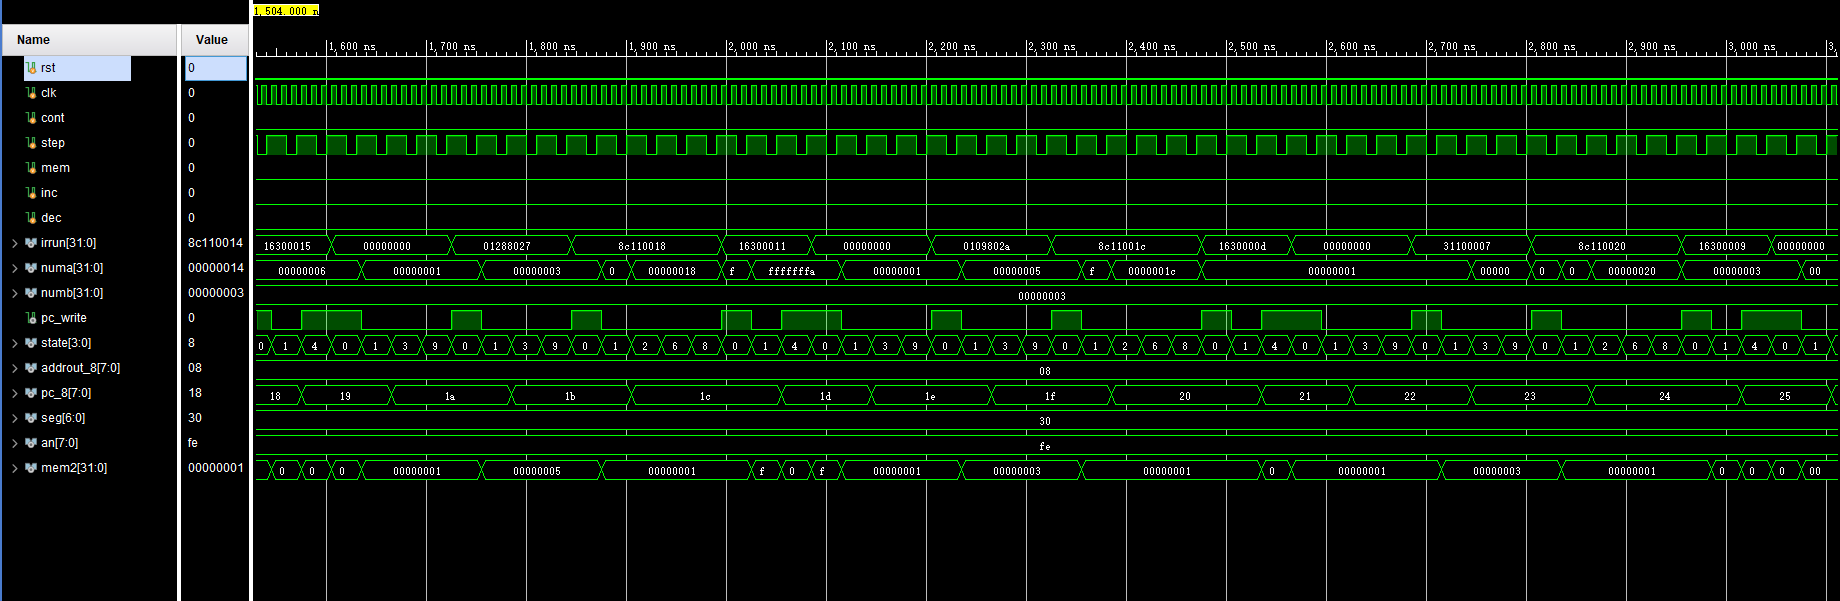 1,504.000 n
Name Value
1,600 ns 1,700 ns 1,800 ns 1,900 ns 2,000 ns 2,100 ns 2,200 ns 2,300 ns 2,400 ns 2,500 ns 2,600 ns 2,700 ns 2,800 ns 2,900 ns 3,000 ns 3,
rst 0
clk 0
cont 0
step 0
mem 0
inc 0
dec 0
irrun[31:0] 8c110014 16300015 00000000 01288027 8c110018 16300011 00000000 0109802a 8c11001c 1630000d 00000000 31100007 8c110020 16300009 00000000
numa[31:0] 00000014 00000006 00000001 00000003 0 00000018 f fffffffa 00000001 00000005 f 0000001c 00000001 00000 0 0 00000020 00000003 00
numb[31:0] 00000003 00000003
pc_write 0
state[3:0] 8 0 1 4 0 1 3 9 0 1 3 9 0 1 2 6 8 0 1 4 0 1 3 9 0 1 3 9 0 1 2 6 8 0 1 4 0 1 3 9 0 1 3 9 0 1 2 6 8 0 1 4 0 1
addrout_8[7:0] 08 08
pc_8[7:0] 18 18 19 1a 1b 1c 1d 1e 1f 20 21 22 23 24 25
seg[6:0] 30 30
an[7:0] fe fe
mem2[31:0] 00000001 0 0 0 00000001 00000005 00000001 f 0 f 00000001 00000003 00000001 0 00000001 00000003 00000001 0 0 0 00